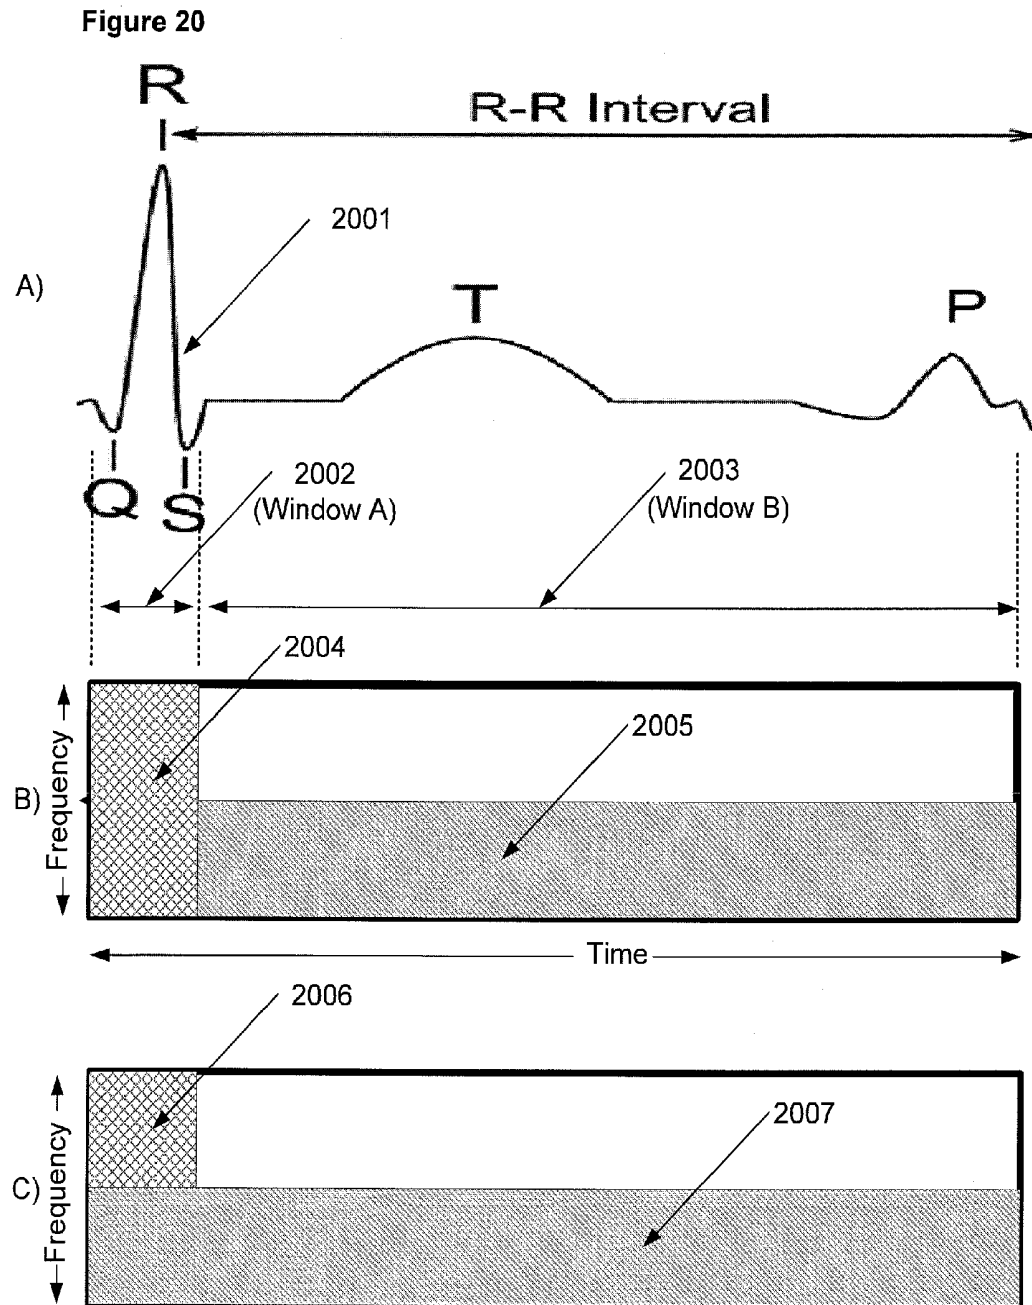 Figure 20
R
R-R Interval
2001
A)
T
P
Q
S
2002
(Window A)
2003
(Window B)
2004
2005
B)
Frequency
Time
2006
2007
C)
Frequency